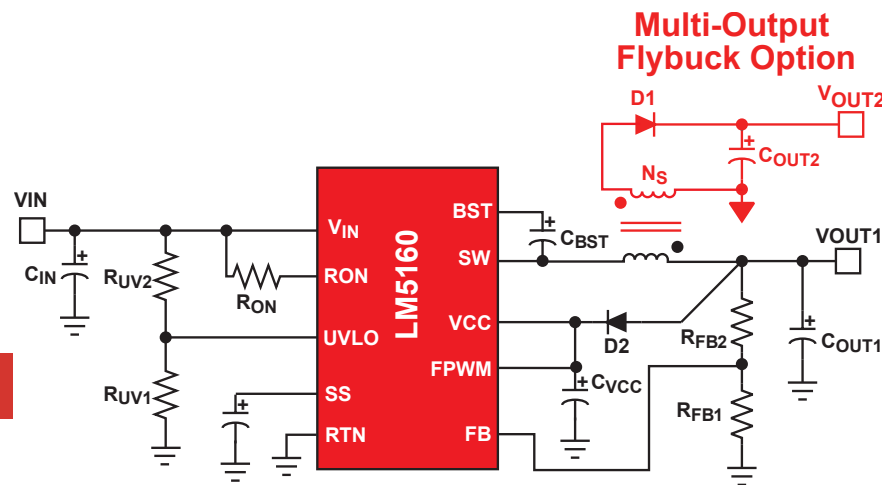 Multi-Output
Flybuck Option
D1
VOUT2
COUT2
NS
VIN
VIN
BST
CBST
VOUT1
CIN
RUV2
RON
RON
SW
LM5160
UVLO
VCC
D2
RFB2
COUT1
FPWM
CVCC
RUV1
SS
RFB1
RTN
FB
+
+
+
+
+
+